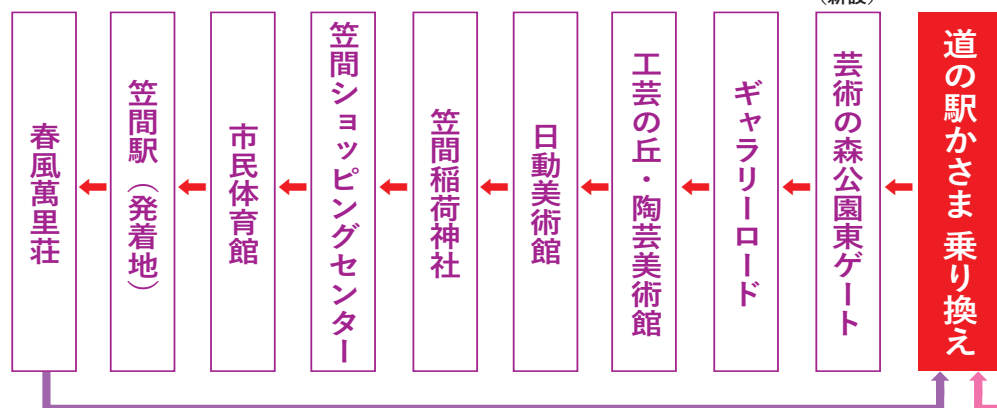 （新設）
道の駅かさま 乗り換え
芸術の森公園東ゲート
ギャラリーロード
工芸の丘・陶芸美術館
日動美術館
笠間稲荷神社
笠間ショッピングセンター
市民体育館
笠間駅（発着地）
春風萬里荘